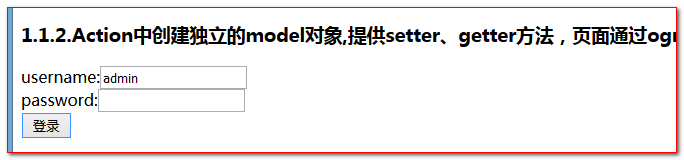 1.1.2.Action中创建独立的model对象,提供setter、getter方法，页面通过ogn
username:admin
password:
登录